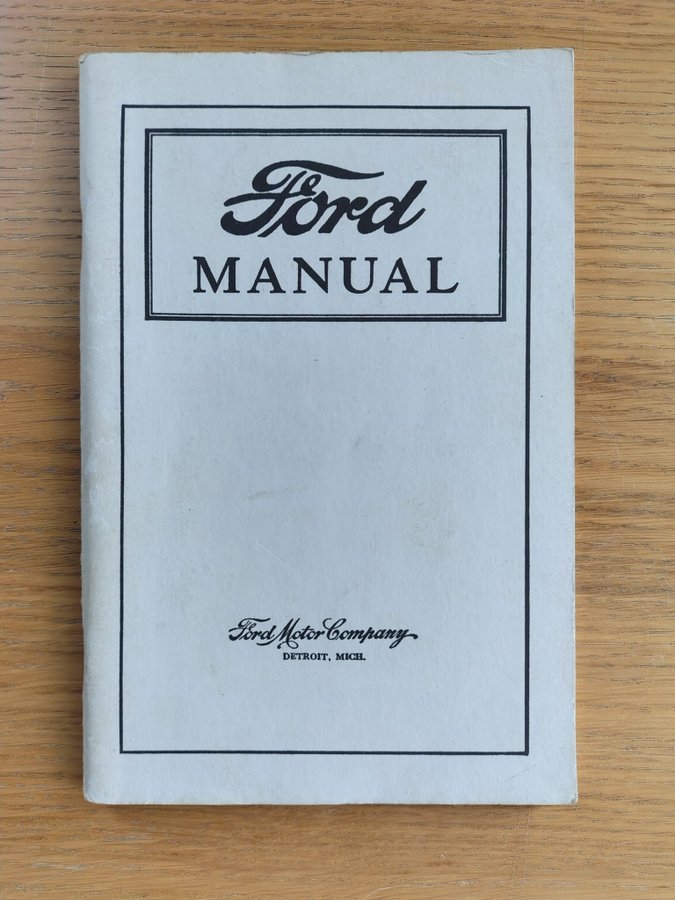 Ford
MANUAL
Ford Motor Company
DETROIT, MICH.